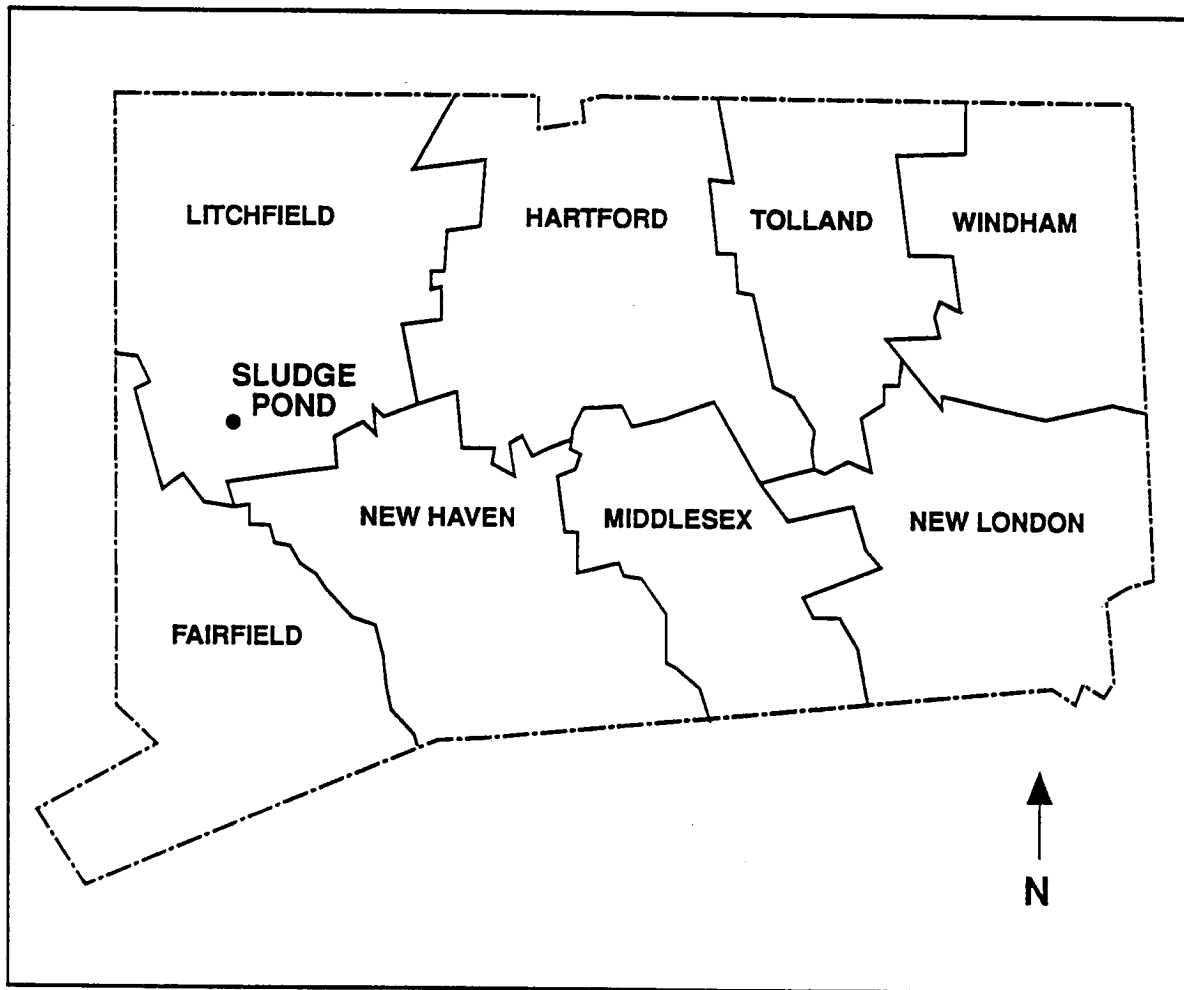 LITCHFIELD
HARTFORD
TOLLAND
WINDHAM
SLUDGE
POND
NEW HAVEN
MIDDLESEX
NEW LONDON
FAIRFIELD
N